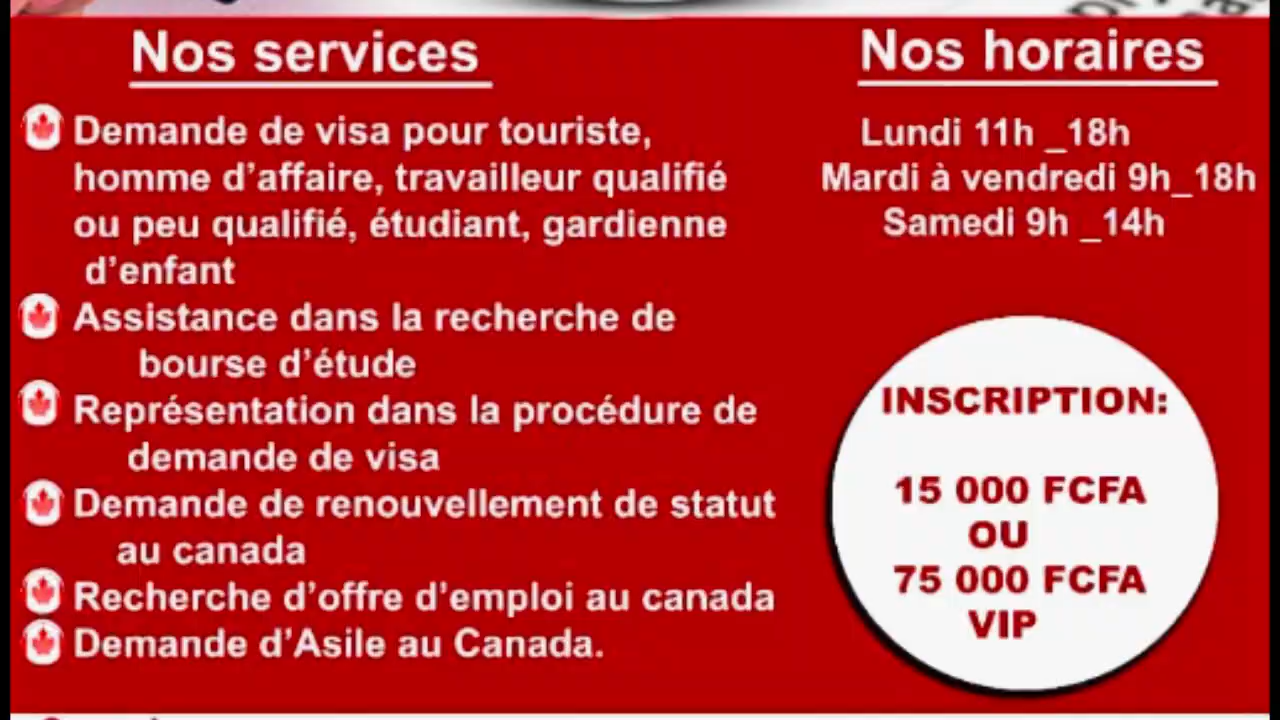 Nos services
Demande de visa pour touriste,
homme d’affaire, travailleur qualifié
ou peu qualifié, étudiant, gardienne
d’enfant
Assistance dans la recherche de
bourse d’étude
Représentation dans la procédure de
demande de visa
Demande de renouvellement de statut
au canada
Recherche d’offre d’emploi au canada
Demande d’Asile au Canada.
Nos horaires
Lundi 11h _18h
Mardi à vendredi 9h_18h
Samedi 9h _14h
INSCRIPTION:
15 000 FCFA
OU
75 000 FCFA
VIP